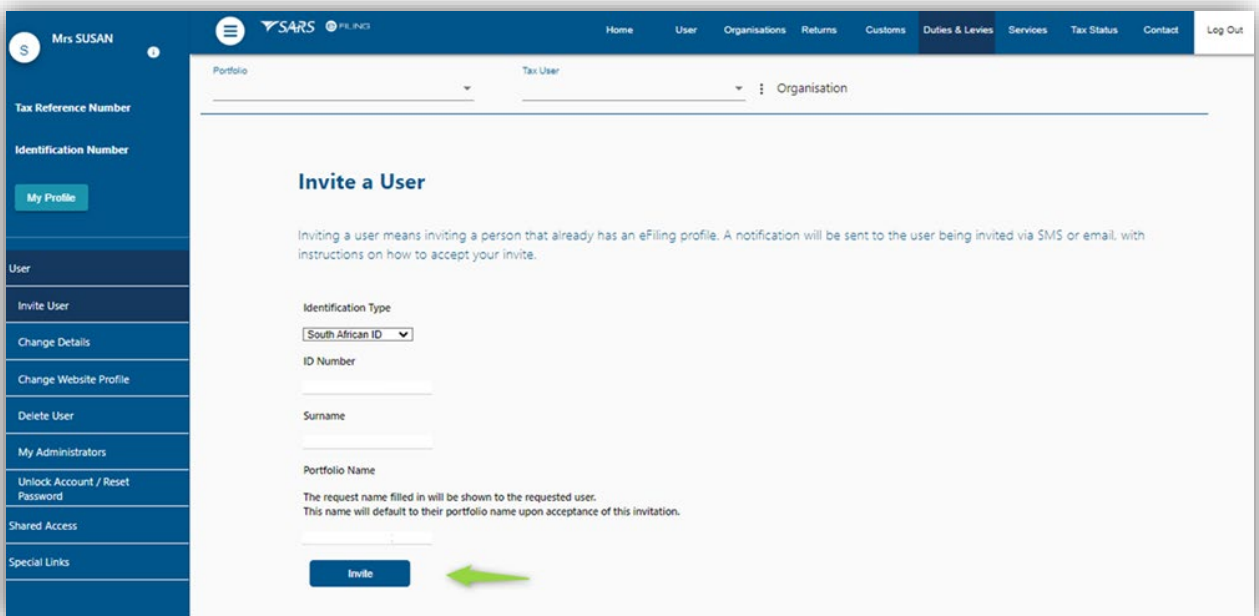 S
Mrs SUSAN
i
Tax Reference Number
Identification Number
My Profile
User
Invite User
Change Details
Change Website Profile
Delete User
My Administrators
Unlock Account / Reset
Password
Shared Access
Special Links
SARS eFILING
Home User Organisations Returns Customs Duties & Levies Services Tax Status Contact Log Out
Portfolio
Tax User
Organisation
Invite a User
Inviting a user means inviting a person that already has an eFiling profile. A notification will be sent to the user being invited via SMS or email, with
instructions on how to accept your invite.
Identification Type
South African ID
ID Number
Surname
Portfolio Name
The request name filled in will be shown to the requested user.
This name will default to their portfolio name upon acceptance of this invitation.
Invite